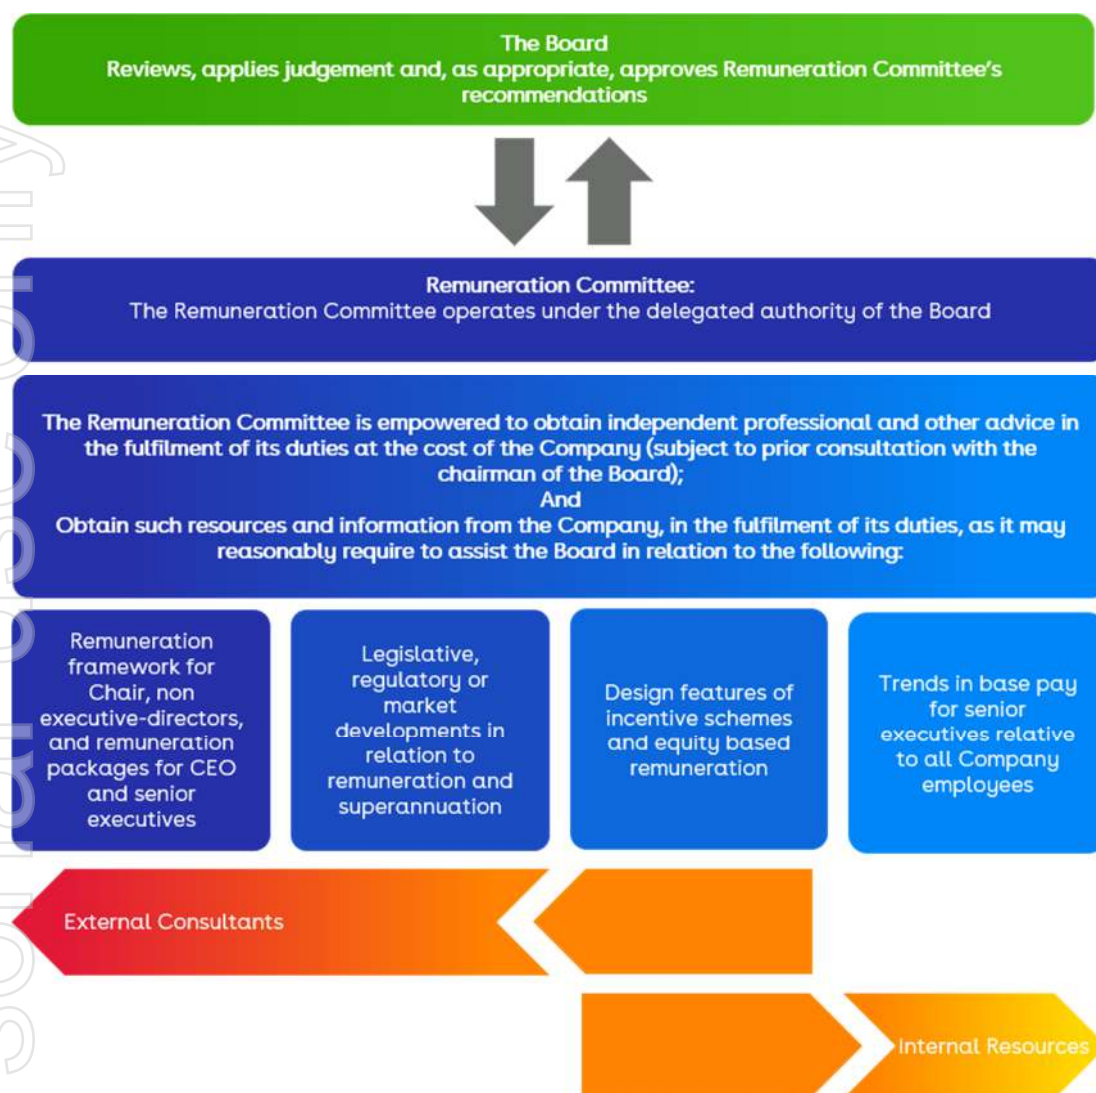 The Board
Reviews, applies judgement and, as appropriate, approves Remuneration Committee's
recommendations
Remuneration Committee:
The Remuneration Committee operates under the delegated authority of the Board
The Remuneration Committee is empowered to obtain independent professional and other advice in
the fulfilment of its duties at the cost of the Company (subject to prior consultation with the
chairman of the Board);
And
Obtain such resources and information from the Company, in the fulfilment of its duties, as it may
reasonably require to assist the Board in relation to the following:
Remuneration
framework for
Chair, non
executive-directors,
and remuneration
packages for CEO
and senior
executives
Legislative,
regulatory or
market
developments in
relation to
remuneration and
superannuation
Design features of
incentive schemes
and equity based
remuneration
Trends in base pay
for senior
executives relative
to all Company
employees
External Consultants
Internal Resources